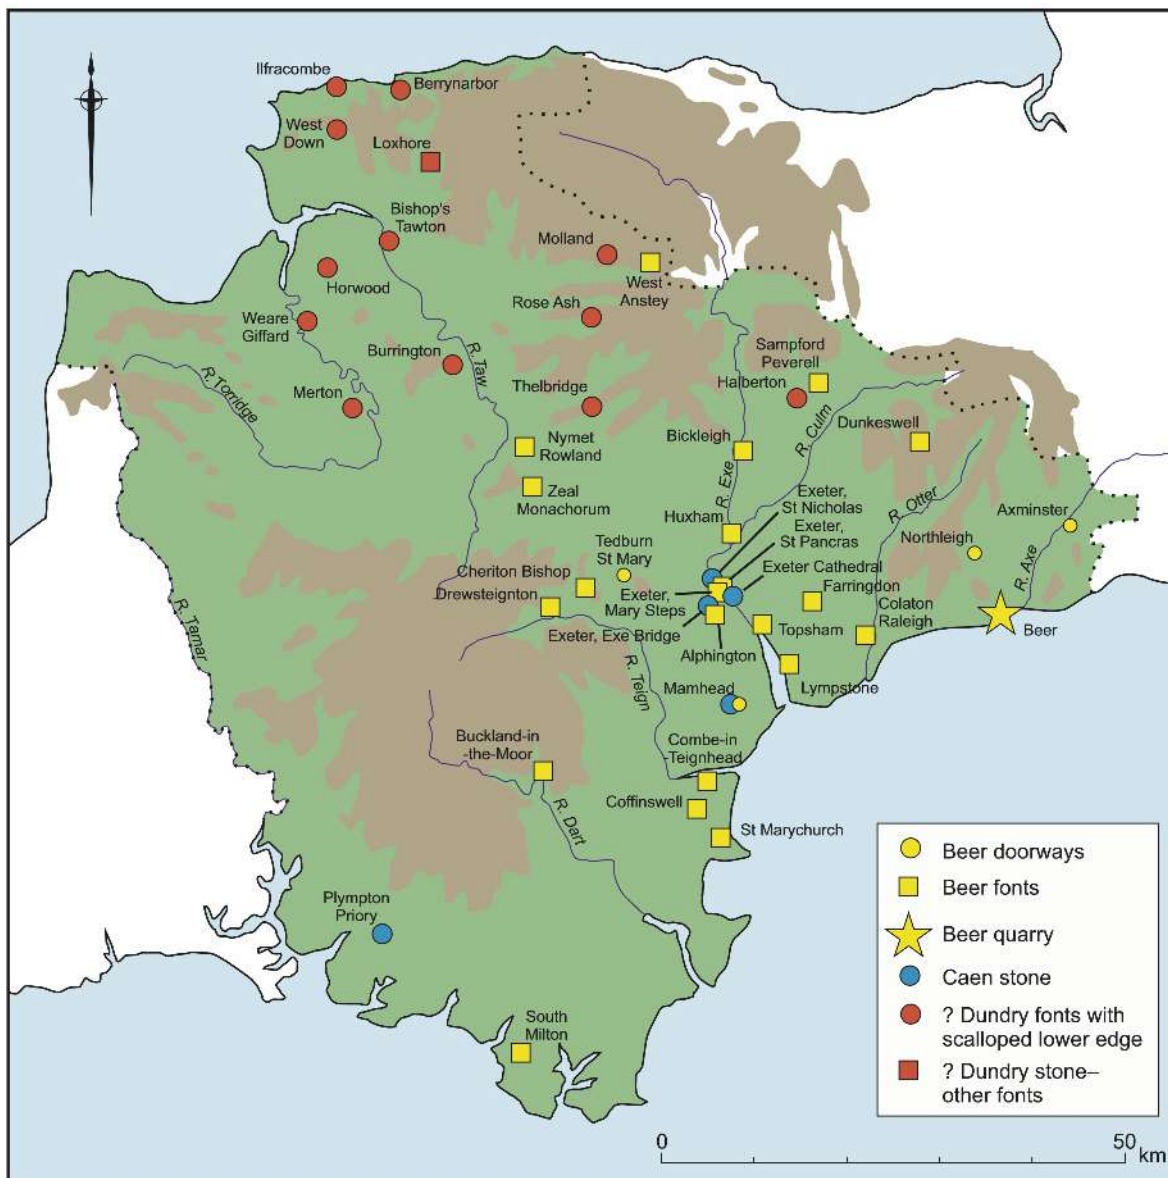 Ilfracombe
Berrynarbor
West
Down
Loxhore
Bishop's
Tawton
Molland
West
Anstey
Horwood
Rose Ash
Weare
Giffard
Burrington
R. Taw
Sampford
Peverell
Halberton
R. Torridge
Merton
Thelbridge
R. Culm
Dunkeswell
Nymet
Rowland
Bickleigh
R. Exe
Zeal
Monachorum
Exeter,
St Nicholas
R. Otter
Axminster
Huxham
Exeter,
St Pancras
Northleigh
Tedburn
St Mary
Exeter Cathedral
R. Axe
Cheriton Bishop
Farringdon
Drewsteignton
Exeter,
Mary Steps
Colaton
Raleigh
R. Tamar
Exeter, Exe Bridge
Topsham
Beer
Alphington
R. Teign
Mamhead
Lympstone
Buckland-in
-the-Moor
Combe-in
-Teignhead
Coffinswell
R. Dart
St Marychurch
Plympton
Priory
South
Milton
Beer doorways
Beer fonts
Beer quarry
Caen stone
? Dundry fonts with
scalloped lower edge
? Dundry stone–
other fonts
0 50
km